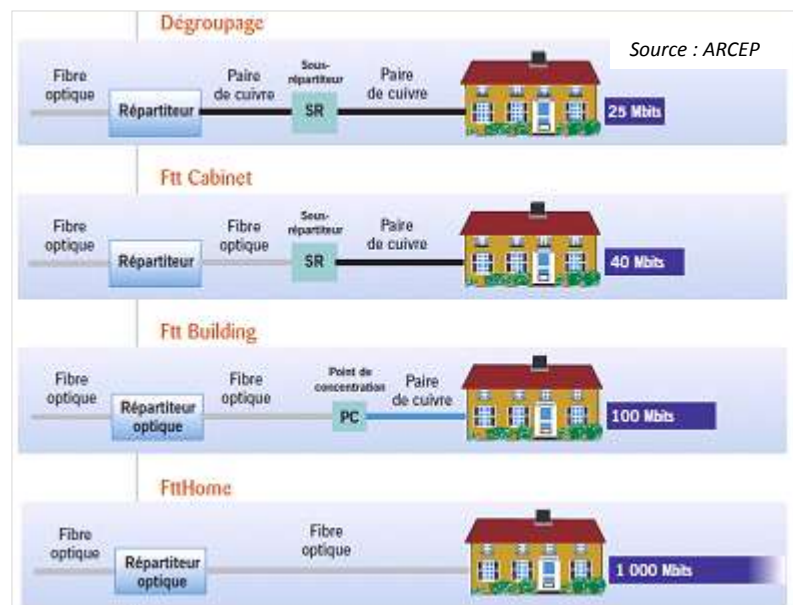 Dégroupage
Source : ARCEP
Fibre
optique
Répartiteur
Paire
de cuivre
Sous-
répartiteur
SR
Paire
de cuivre
25 Mbits
Ftt Cabinet
Fibre
optique
Répartiteur
Fibre
optique
Sous-
répartiteur
SR
Paire
de cuivre
40 Mbits
Ftt Building
Fibre
optique
Répartiteur
optique
Fibre
optique
Point de
concentration
PC
Paire
de cuivre
100 Mbits
FttHome
Fibre
optique
Répartiteur
optique
Fibre
optique
1 000 Mbits